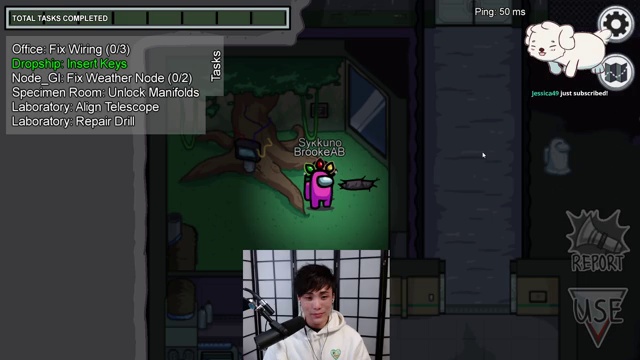 TOTAL TASKS COMPLETED
Ping: 50 ms
Office: Fix Wiring (0/3)
Dropship: Insert Keys
Node_GI: Fix Weather Node (0/2)
Specimen Room: Unlock Manifolds
Laboratory: Align Telescope
Laboratory: Repair Drill
Tasks
Jessica49 just subscribed!
Sykkuno
BrookeAB
REPORT
USE